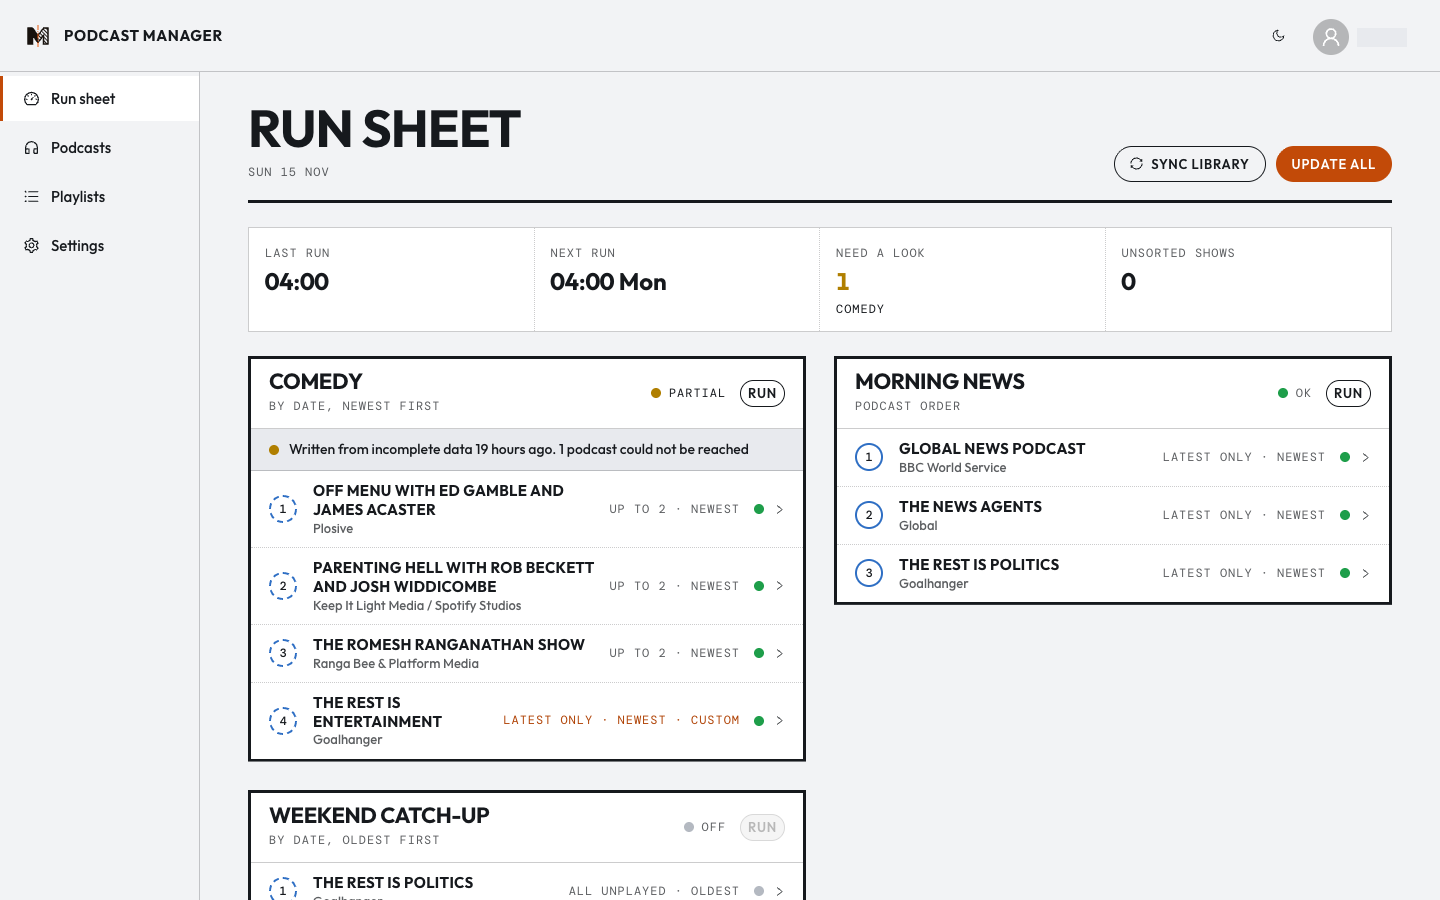 PODCAST MANAGER
Run sheet
Podcasts
Playlists
Settings
RUN SHEET
SUN 15 NOV
SYNC LIBRARY
UPDATE ALL
LAST RUN
04:00
NEXT RUN
04:00 Mon
NEED A LOOK
1
COMEDY
UNSORTED SHOWS
0
COMEDY
BY DATE, NEWEST FIRST
PARTIAL
RUN
Written from incomplete data 19 hours ago. 1 podcast could not be reached
1
OFF MENU WITH ED GAMBLE AND
JAMES ACASTER
Plosive
UP TO 2 · NEWEST
2
PARENTING HELL WITH ROB BECKETT
AND JOSH WIDDICOMBE
Keep It Light Media / Spotify Studios
UP TO 2 · NEWEST
3
THE ROMESH RANGANATHAN SHOW
Ranga Bee & Platform Media
UP TO 2 · NEWEST
4
THE REST IS
ENTERTAINMENT
Goalhanger
LATEST ONLY · NEWEST · CUSTOM
MORNING NEWS
PODCAST ORDER
OK
RUN
1
GLOBAL NEWS PODCAST
BBC World Service
LATEST ONLY · NEWEST
2
THE NEWS AGENTS
Global
LATEST ONLY · NEWEST
3
THE REST IS POLITICS
Goalhanger
LATEST ONLY · NEWEST
WEEKEND CATCH-UP
BY DATE, OLDEST FIRST
OFF
RUN
1
THE REST IS POLITICS
Goalhanger
ALL UNPLAYED · OLDEST